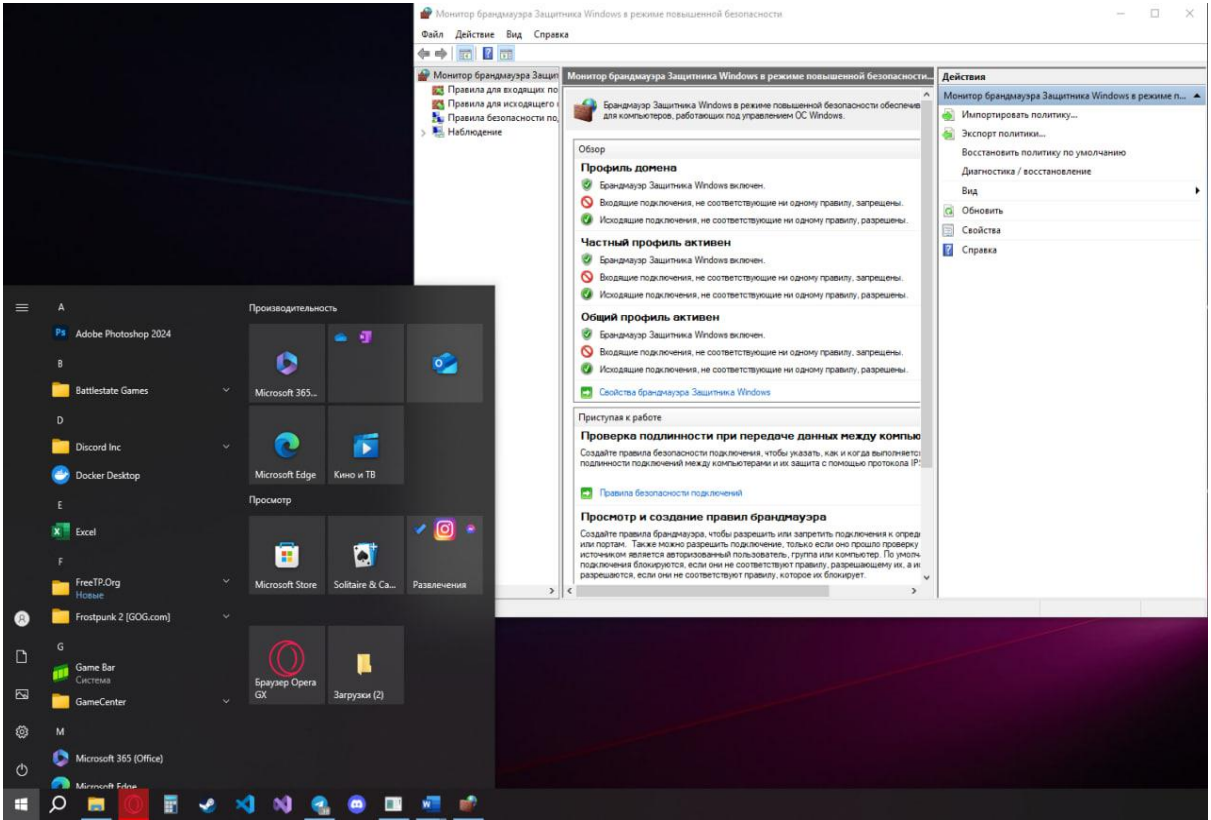 Монитор брандмауэра Защитника Windows в режиме повышенной безопасности
Файл Действие Вид Справка
Монитор брандмауэра Защит
Правила для входящих по
Правила для исходящего
Правила безопасности по
Наблюдение
Монитор брандмауэра Защитника Windows в режиме повышенной безопасности...
Брандмауэр Защитника Windows в режиме повышенной безопасности обеспечив
для компьютеров, работающих под управлением ОС Windows.
Обзор
Профиль домена
Брандмауэр Защитника Windows включен.
Входящие подключения, не соответствующие ни одному правилу, запрещены.
Исходящие подключения, не соответствующие ни одному правилу, разрешены.
Частный профиль активен
Брандмауэр Защитника Windows включен.
Входящие подключения, не соответствующие ни одному правилу, запрещены.
Исходящие подключения, не соответствующие ни одному правилу, разрешены.
Общий профиль активен
Брандмауэр Защитника Windows включен.
Входящие подключения, не соответствующие ни одному правилу, запрещены.
Исходящие подключения, не соответствующие ни одному правилу, разрешены.
Свойства брандмауэра Защитника Windows
Приступая к работе
Проверка подлинности при передаче данных между компью
Создайте правила безопасности подключения, чтобы указать, как и когда выполняетс
подлинности подключений между компьютерами и их защита с помощью протокола IP
Правила безопасности подключений
Просмотр и создание правил брандмауэра
Создайте правила брандмауэра, чтобы разрешить или запретить подключения к опреде
или портам. Также можно разрешить подключение, только если оно прошло проверку
источником является авторизованный пользователь, группа или компьютер. По умолч
подключения блокируются, если они не соответствуют правилу, разрешающему их, а ис
разрешаются, если они не соответствуют правилу, которое их блокирует.
Действия
Монитор брандмауэра Защитника Windows в режиме п...
Импортировать политику...
Экспорт политики...
Восстановить политику по умолчанию
Диагностика / восстановление
Вид
Обновить
Свойства
Справка
A
Adobe Photoshop 2024
B
Battlestate Games
D
Discord Inc
Docker Desktop
E
Excel
F
FreeTP.Org
Новые
Frostpunk 2 [GOG.com]
G
Game Bar
Система
GameCenter
M
Microsoft 365 (Office)
Microsoft Edge
Производительность
Microsoft 365...
Microsoft Edge
Кино и ТВ
Просмотр
Microsoft Store
Solitaire & Ca...
Развлечения
Браузер Opera
GX
Загрузки (2)